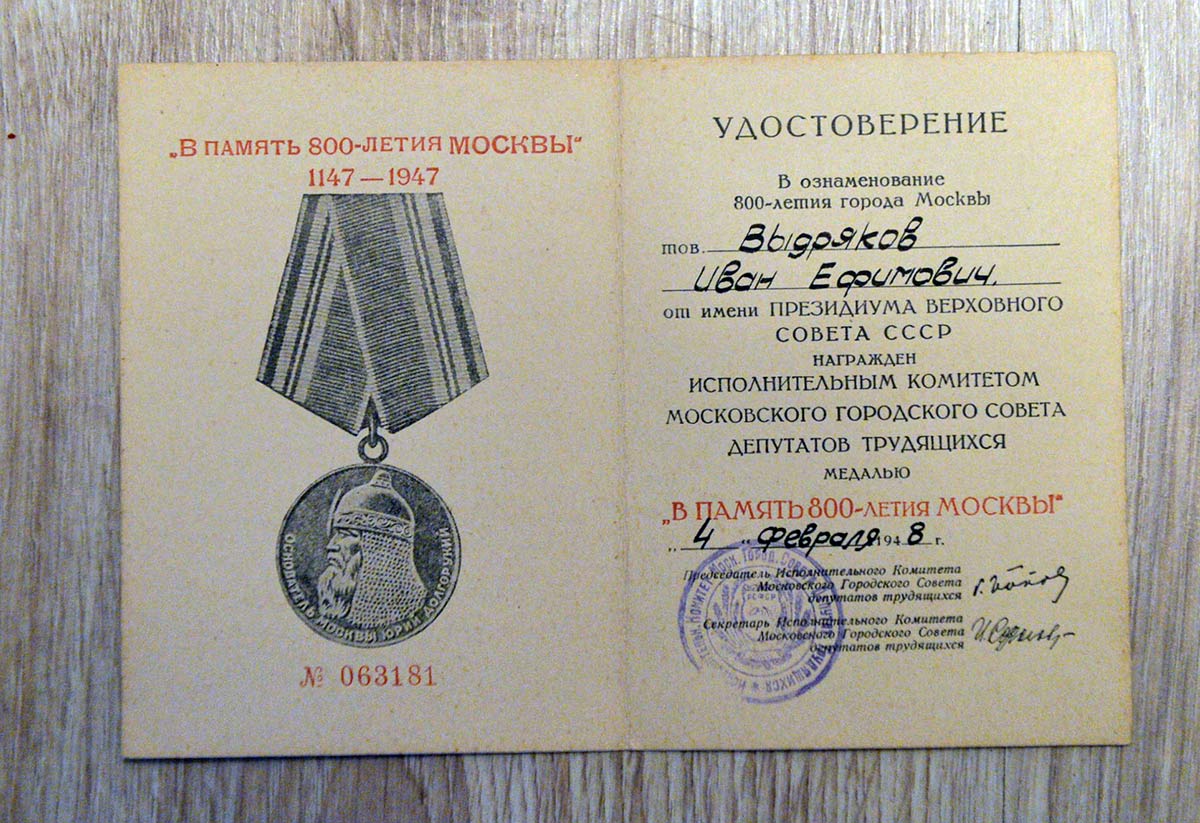 „В ПАМЯТЬ 800-ЛЕТИЯ МОСКВЫ“
1147 — 1947
ОСНОВАТЕЛЬ МОСКВЫ ЮРИЙ ДОЛГОРУКИЙ
№ 063181
УДОСТОВЕРЕНИЕ
В ознаменование
800-летия города Москвы
тов. Выдряков
Иван Ефимович.
от имени ПРЕЗИДИУМА ВЕРХОВНОГО
СОВЕТА СССР
НАГРАЖДЕН
ИСПОЛНИТЕЛЬНЫМ КОМИТЕТОМ
МОСКОВСКОГО ГОРОДСКОГО СОВЕТА
ДЕПУТАТОВ ТРУДЯЩИХСЯ
МЕДАЛЬЮ
„В ПАМЯТЬ 800-ЛЕТИЯ МОСКВЫ“
„ 4 “ февраля 1948 г.
Председатель Исполнительного Комитета
Московского Городского Совета
депутатов трудящихся
Секретарь Исполнительного Комитета
Московского Городского Совета
депутатов трудящихся